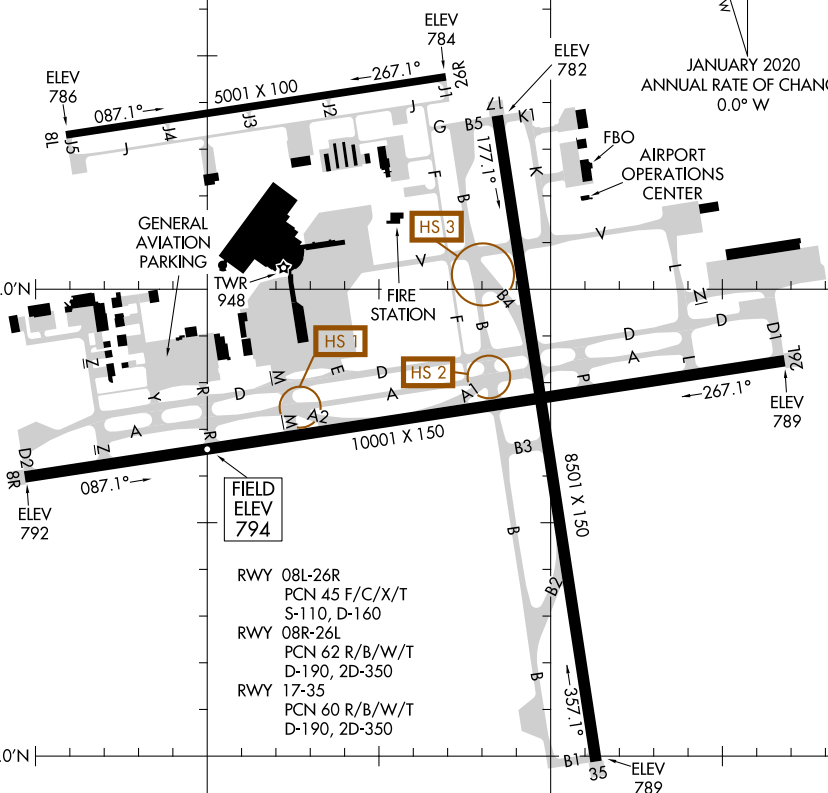 W
JANUARY 2020
ANNUAL RATE OF CHAN
0.0° W
ELEV
784
ELEV
782
ELEV
786
267.1°
26R
5001 X 100
087.1°
8L
J5
J4
J3
J2
J1
J
J
G
B5
17
K1
177.1°
K
F
B
FBO
AIRPORT
OPERATIONS
CENTER
GENERAL
AVIATION
PARKING
TWR
948
FIRE
STATION
HS 3
V
V
B4
F
B
L
Z
.0'N
HS 1
HS 2
Z
Y
R
D
M
E
D
A
A1
P
D
A
L
D
D1
26L
267.1°
ELEV
789
A
Z
R
M
A2
10001 X 150
D2
8R
087.1°
ELEV
792
FIELD
ELEV
794
B3
8501 X 150
B
B2
B
357.1°
B1
35
ELEV
789
.0'N
RWY 08L-26R
PCN 45 F/C/X/T
S-110, D-160
RWY 08R-26L
PCN 62 R/B/W/T
D-190, 2D-350
RWY 17-35
PCN 60 R/B/W/T
D-190, 2D-350